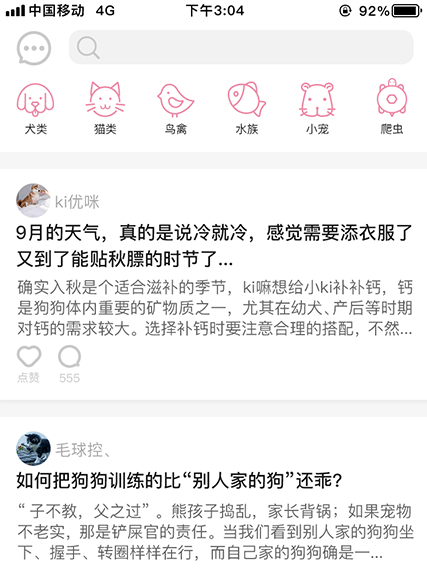 中国移动 4G 下午3:04 92%
犬类 猫类 鸟禽 水族 小宠 爬虫
ki优咪
9月的天气，真的是说冷就冷，感觉需要添衣服了
又到了能贴秋膘的时节了...
确实入秋是个适合滋补的季节，ki嘛想给小ki补补钙，钙
是狗狗体内重要的矿物质之一，尤其在幼犬、产后等时期
对钙的需求较大。选择补钙时要注意合理的搭配，不然...
点赞 555
毛球控、
如何把狗狗训练的比“别人家的狗”还乖？
“子不教，父之过”。熊孩子捣乱，家长背锅；如果宠物
不老实，那是铲屎官的责任。当我们看到别人家的狗狗坐
下、握手、转圈样样在行，而自己家的狗狗确是一...